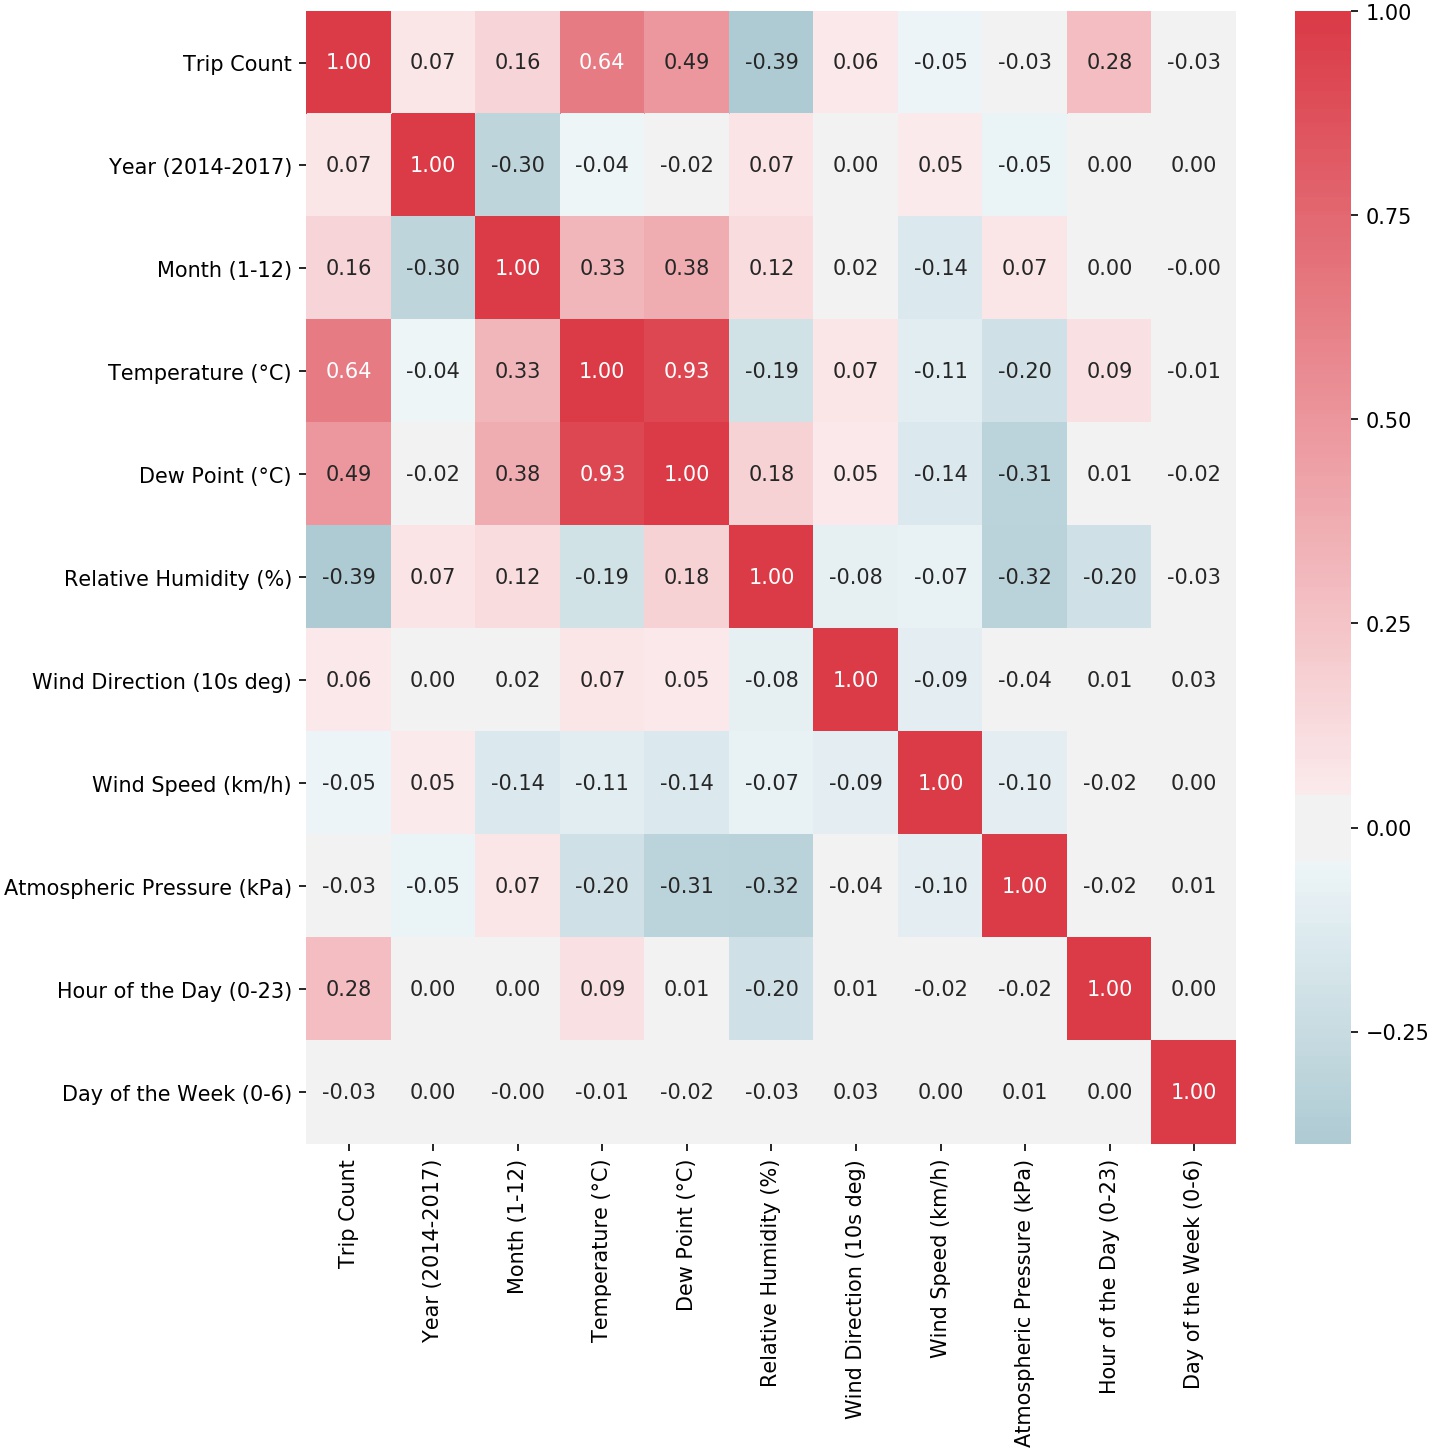 Trip Count 1.00 0.07 0.16 0.64 0.49 -0.39 0.06 -0.05 -0.03 0.28 -0.03
Year (2014-2017) 0.07 1.00 -0.30 -0.04 -0.02 0.07 0.00 0.05 -0.05 0.00 0.00
Month (1-12) 0.16 -0.30 1.00 0.33 0.38 0.12 0.02 -0.14 0.07 0.00 -0.00
Temperature (°C) 0.64 -0.04 0.33 1.00 0.93 -0.19 0.07 -0.11 -0.20 0.09 -0.01
Dew Point (°C) 0.49 -0.02 0.38 0.93 1.00 0.18 0.05 -0.14 -0.31 0.01 -0.02
Relative Humidity (%) -0.39 0.07 0.12 -0.19 0.18 1.00 -0.08 -0.07 -0.32 -0.20 -0.03
Wind Direction (10s deg) 0.06 0.00 0.02 0.07 0.05 -0.08 1.00 -0.09 -0.04 0.01 0.03
Wind Speed (km/h) -0.05 0.05 -0.14 -0.11 -0.14 -0.07 -0.09 1.00 -0.10 -0.02 0.00
Atmospheric Pressure (kPa) -0.03 -0.05 0.07 -0.20 -0.31 -0.32 -0.04 -0.10 1.00 -0.02 0.01
Hour of the Day (0-23) 0.28 0.00 0.00 0.09 0.01 -0.20 0.01 -0.02 -0.02 1.00 0.00
Day of the Week (0-6) -0.03 0.00 -0.00 -0.01 -0.02 -0.03 0.03 0.00 0.01 0.00 1.00
Trip Count
Year (2014-2017)
Month (1-12)
Temperature (°C)
Dew Point (°C)
Relative Humidity (%)
Wind Direction (10s deg)
Wind Speed (km/h)
Atmospheric Pressure (kPa)
Hour of the Day (0-23)
Day of the Week (0-6)
1.00
0.75
0.50
0.25
0.00
−0.25